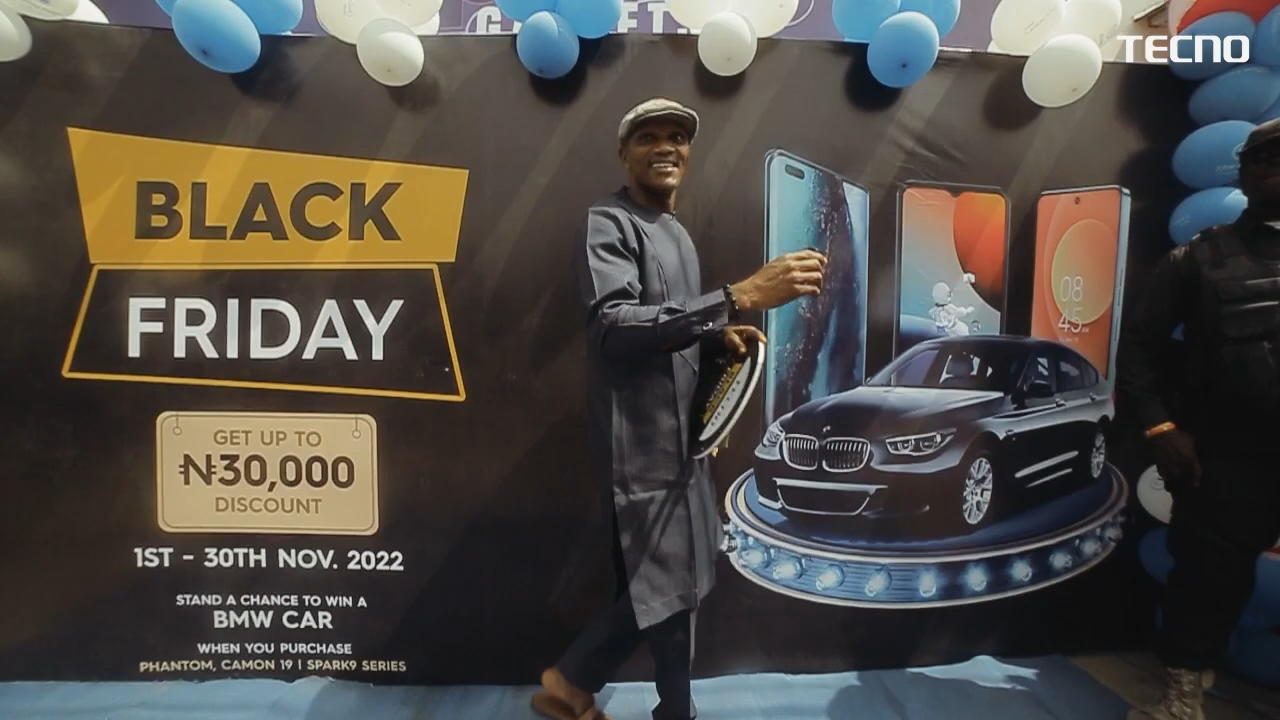 TECNO
BLACK
FRIDAY
GET UP TO
₦30,000
DISCOUNT
1ST - 30TH NOV. 2022
STAND A CHANCE TO WIN A
BMW CAR
WHEN YOU PURCHASE
PHANTOM, CAMON 19 | SPARK9 SERIES
08
45